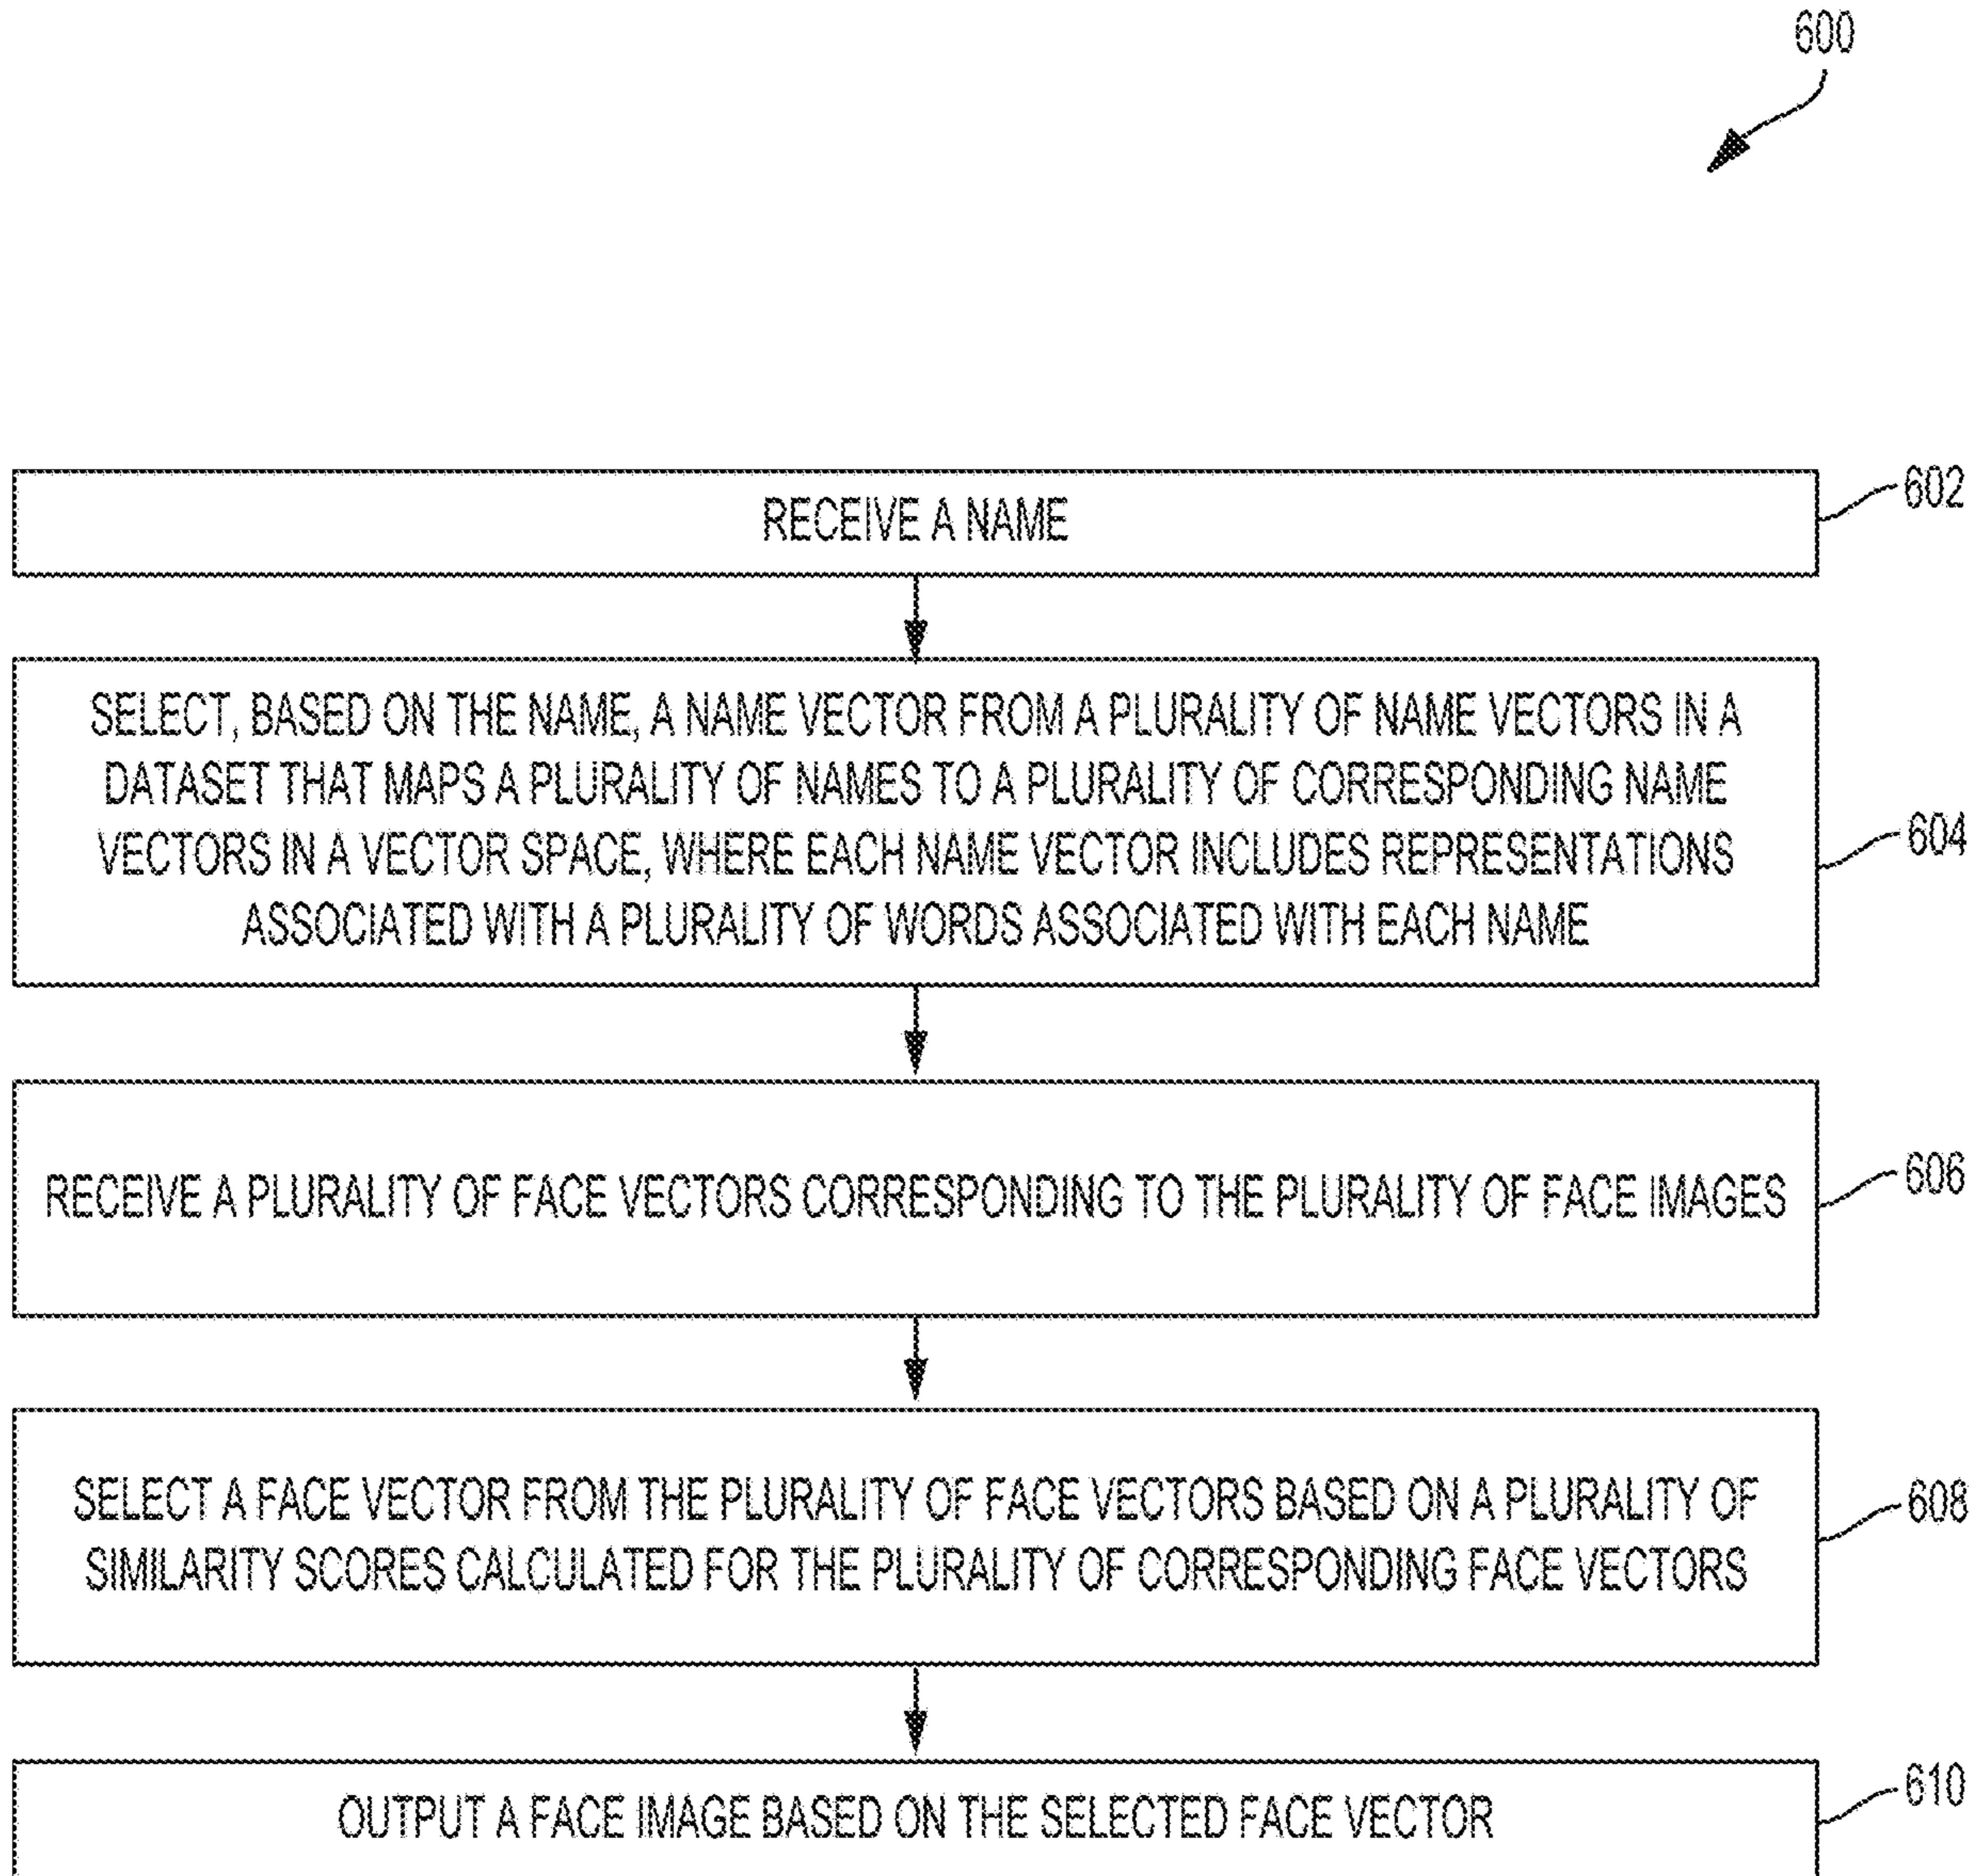 600
RECEIVE A NAME
602
SELECT, BASED ON THE NAME, A NAME VECTOR FROM A PLURALITY OF NAME VECTORS IN A
DATASET THAT MAPS A PLURALITY OF NAMES TO A PLURALITY OF CORRESPONDING NAME
VECTORS IN A VECTOR SPACE, WHERE EACH NAME VECTOR INCLUDES REPRESENTATIONS
ASSOCIATED WITH A PLURALITY OF WORDS ASSOCIATED WITH EACH NAME
604
RECEIVE A PLURALITY OF FACE VECTORS CORRESPONDING TO THE PLURALITY OF FACE IMAGES
606
SELECT A FACE VECTOR FROM THE PLURALITY OF FACE VECTORS BASED ON A PLURALITY OF
SIMILARITY SCORES CALCULATED FOR THE PLURALITY OF CORRESPONDING FACE VECTORS
608
OUTPUT A FACE IMAGE BASED ON THE SELECTED FACE VECTOR
610